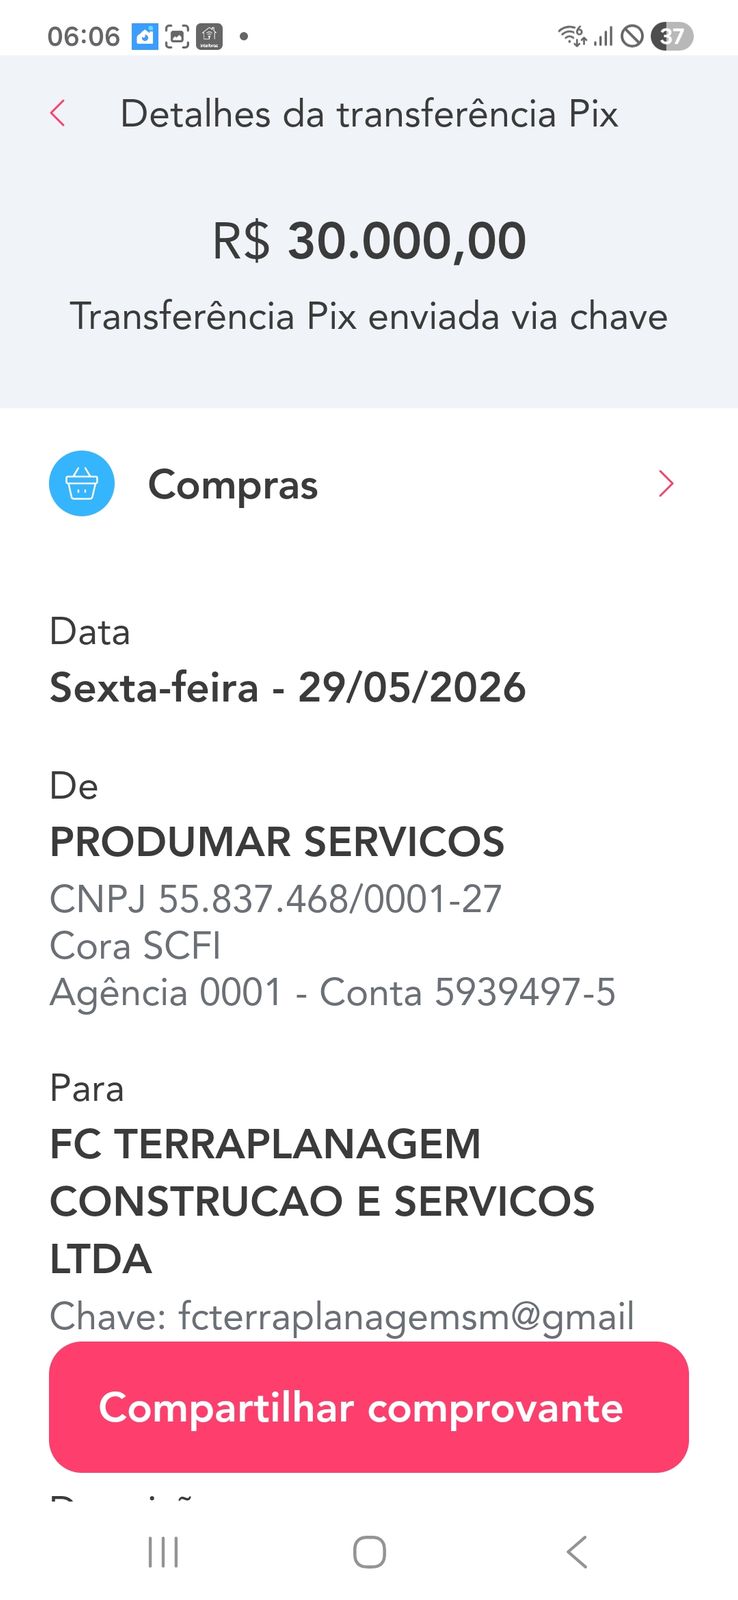 06:06
37
Detalhes da transferência Pix
R$ 30.000,00
Transferência Pix enviada via chave
Compras
Data
Sexta-feira - 29/05/2026
De
PRODUMAR SERVICOS
CNPJ 55.837.468/0001-27
Cora SCFI
Agência 0001 - Conta 5939497-5
Para
FC TERRAPLANAGEM
CONSTRUCAO E SERVICOS
LTDA
Chave: fcterraplanagemsm@gmail
Compartilhar comprovante